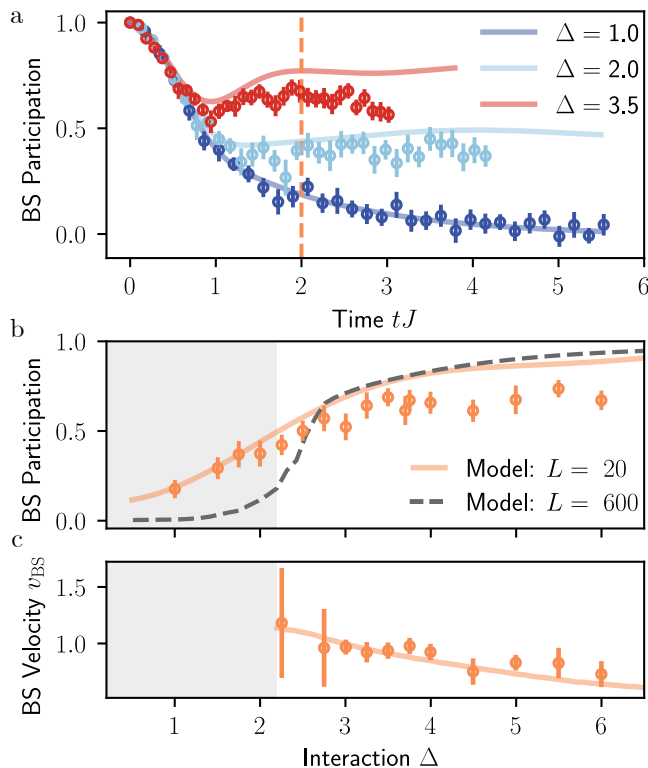 a
1.0
0.5
0.0
BS Participation
Δ = 1.0
Δ = 2.0
Δ = 3.5
0 1 2 3 4 5 6
Time tJ
b
1.0
0.5
0.0
BS Participation
Model: L = 20
Model: L = 600
c
1.5
1.0
BS Velocity v_BS
1 2 3 4 5 6
Interaction Δ